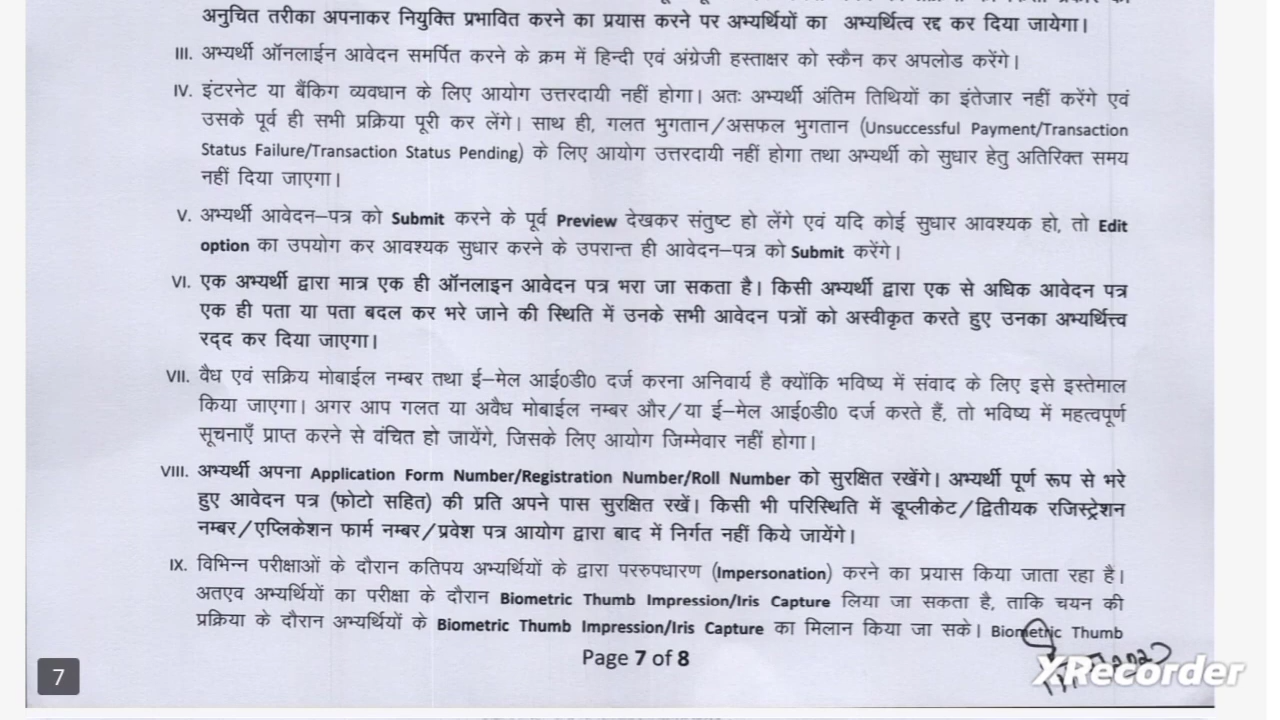 अनुचित तरीका अपनाकर नियुक्ति प्रभावित करने का प्रयास करने पर अभ्यर्थियों का अभ्यर्थित्व रद्द कर दिया जायेगा।
III. अभ्यर्थी ऑनलाईन आवेदन समर्पित करने के क्रम में हिन्दी एवं अंग्रेजी हस्ताक्षर को स्कैन कर अपलोड करेंगे।
IV. इंटरनेट या बैंकिग व्यवधान के लिए आयोग उत्तरदायी नहीं होगा। अतः अभ्यर्थी अंतिम तिथियों का इंतेजार नहीं करेंगे एवं
उसके पूर्व ही सभी प्रक्रिया पूरी कर लेंगे। साथ ही, गलत भुगतान/असफल भुगतान (Unsuccessful Payment/Transaction
Status Failure/Transaction Status Pending) के लिए आयोग उत्तरदायी नहीं होगा तथा अभ्यर्थी को सुधार हेतु अतिरिक्त समय
नहीं दिया जाएगा।
V. अभ्यर्थी आवेदन–पत्र को Submit करने के पूर्व Preview देखकर संतुष्ट हो लेंगे एवं यदि कोई सुधार आवश्यक हो, तो Edit
option का उपयोग कर आवश्यक सुधार करने के उपरान्त ही आवेदन–पत्र को Submit करेंगे।
VI. एक अभ्यर्थी द्वारा मात्र एक ही ऑनलाइन आवेदन पत्र भरा जा सकता है। किसी अभ्यर्थी द्वारा एक से अधिक आवेदन पत्र
एक ही पता या पता बदल कर भरे जाने की स्थिति में उनके सभी आवेदन पत्रों को अस्वीकृत करते हुए उनका अभ्यर्थित्त्व
रद्द कर दिया जाएगा।
VII. वैध एवं सक्रिय मोबाईल नम्बर तथा ई–मेल आई0डी0 दर्ज करना अनिवार्य है क्योंकि भविष्य में संवाद के लिए इसे इस्तेमाल
किया जाएगा। अगर आप गलत या अवैध मोबाईल नम्बर और/या ई–मेल आई0डी0 दर्ज करते हैं, तो भविष्य में महत्वपूर्ण
सूचनाएँ प्राप्त करने से वंचित हो जायेंगे, जिसके लिए आयोग जिम्मेवार नहीं होगा।
VIII. अभ्यर्थी अपना Application Form Number/Registration Number/Roll Number को सुरक्षित रखेंगे। अभ्यर्थी पूर्ण रूप से भरे
हुए आवेदन पत्र (फोटो सहित) की प्रति अपने पास सुरक्षित रखें। किसी भी परिस्थिति में डूप्लीकेट/द्वितीयक रजिस्ट्रेशन
नम्बर/एप्लिकेशन फार्म नम्बर/प्रवेश पत्र आयोग द्वारा बाद में निर्गत नहीं किये जायेंगे।
IX. विभिन्न परीक्षाओं के दौरान कतिपय अभ्यर्थियों के द्वारा पररुपधारण (Impersonation) करने का प्रयास किया जाता रहा है।
अतएव अभ्यर्थियों का परीक्षा के दौरान Biometric Thumb Impression/Iris Capture लिया जा सकता है, ताकि चयन की
प्रक्रिया के दौरान अभ्यर्थियों के Biometric Thumb Impression/Iris Capture का मिलान किया जा सके। Biometric Thumb
Page 7 of 8
7
XRecorder